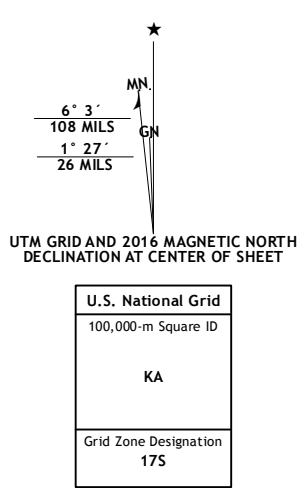 ★
MN.
6° 3´
108 MILS
GN
1° 27´
26 MILS
UTM GRID AND 2016 MAGNETIC NORTH
DECLINATION AT CENTER OF SHEET
U.S. National Grid
100,000-m Square ID
KA
Grid Zone Designation
17S